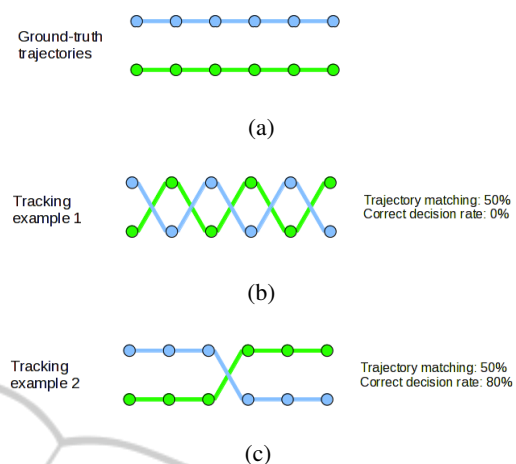 Ground-truth
trajectories
(a)
Tracking
example 1
Trajectory matching: 50%
Correct decision rate: 0%
(b)
Tracking
example 2
Trajectory matching: 50%
Correct decision rate: 80%
(c)